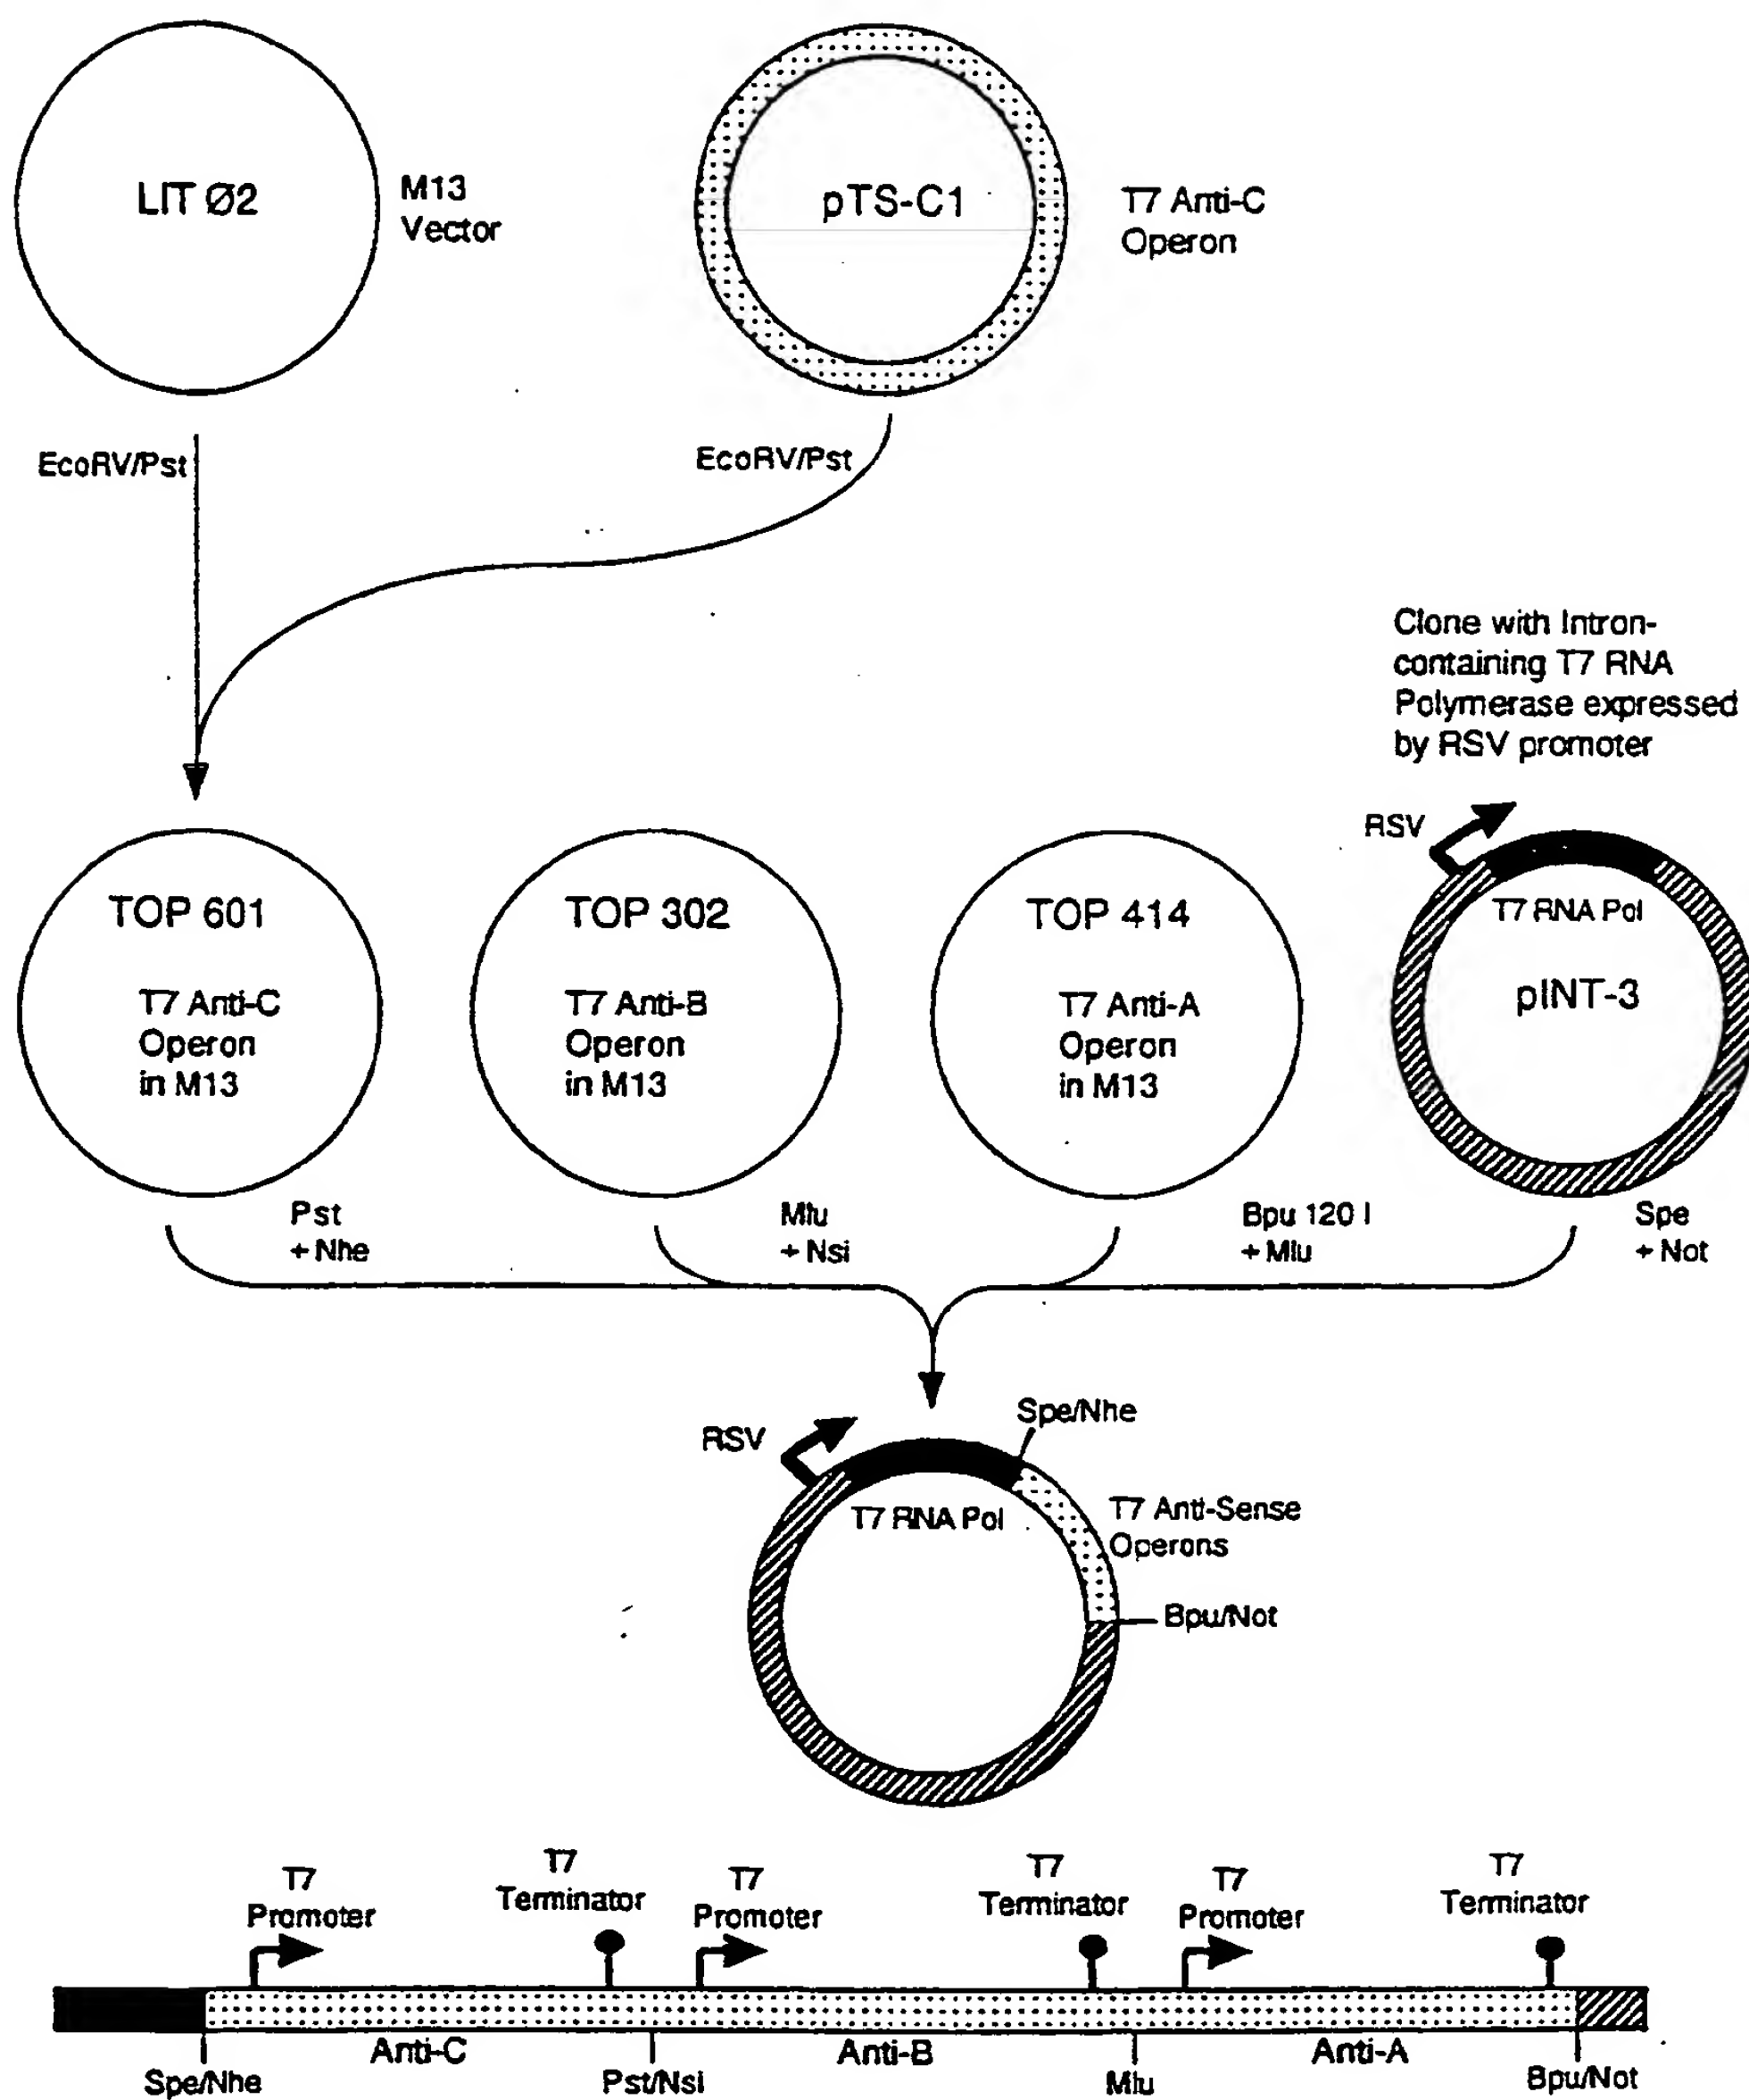 LIT Ø2
M13
Vector
pTS-C1
T7 Anti-C
Operon
EcoRV/Pst
EcoRV/Pst
Clone with Intron-
containing T7 RNA
Polymerase expressed
by RSV promoter
RSV
TOP 601
T7 Anti-C
Operon
in M13
TOP 302
T7 Anti-B
Operon
in M13
TOP 414
T7 Anti-A
Operon
in M13
T7 RNA Pol
pINT-3
Pst
+ Nhe
Mlu
+ Nsi
Bpu 120 I
+ Mlu
Spe
+ Not
RSV
Spe/Nhe
T7 RNA Pol
T7 Anti-Sense
Operons
Bpu/Not
T7
Promoter
T7
Terminator
T7
Promoter
T7
Terminator
T7
Promoter
T7
Terminator
Anti-C
Anti-B
Anti-A
Spe/Nhe
Pst/Nsi
Mlu
Bpu/Not